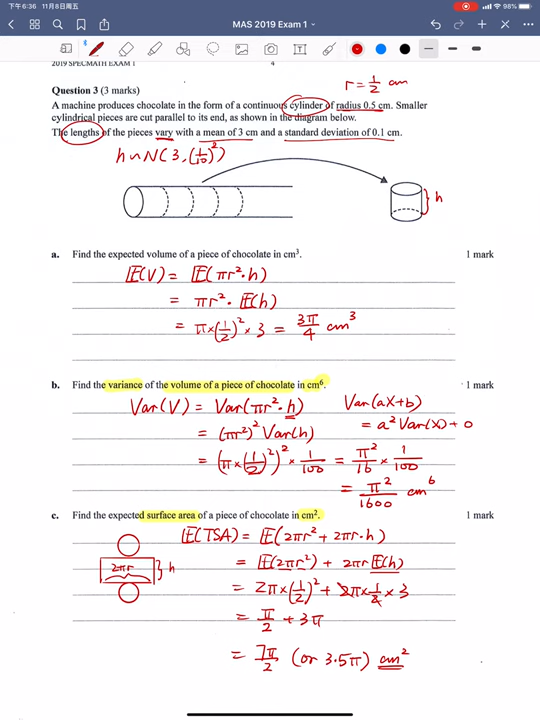 下午 6:36 11月8日周五
MAS 2019 Exam 1
2019 SPECMATH EXAM 1
4
r = 1/2 cm
Question 3 (3 marks)
A machine produces chocolate in the form of a continuous cylinder of radius 0.5 cm. Smaller
cylindrical pieces are cut parallel to its end, as shown in the diagram below.
The lengths of the pieces vary with a mean of 3 cm and a standard deviation of 0.1 cm.
h ~ N(3, (1/10)²)
h
a. Find the expected volume of a piece of chocolate in cm³. 1 mark
E(V) = E(πr²·h)
= πr²·E(h)
= π×(1/2)²×3 = 3π/4 cm³
b. Find the variance of the volume of a piece of chocolate in cm⁶. 1 mark
Var(V) = Var(πr²·h) Var(aX+b)
= (πr²)² Var(h) = a² Var(X) + 0
= (π×(1/2)²)² × 1/100 = π²/16 × 1/100
= π²/1600 cm⁶
c. Find the expected surface area of a piece of chocolate in cm². 1 mark
E(TSA) = E(2πr² + 2πr·h)
2πr h = E(2πr²) + 2πr E(h)
= 2π×(1/2)² + 2π×1/2×3
= π/2 + 3π
= 7π/2 (or 3.5π) cm²